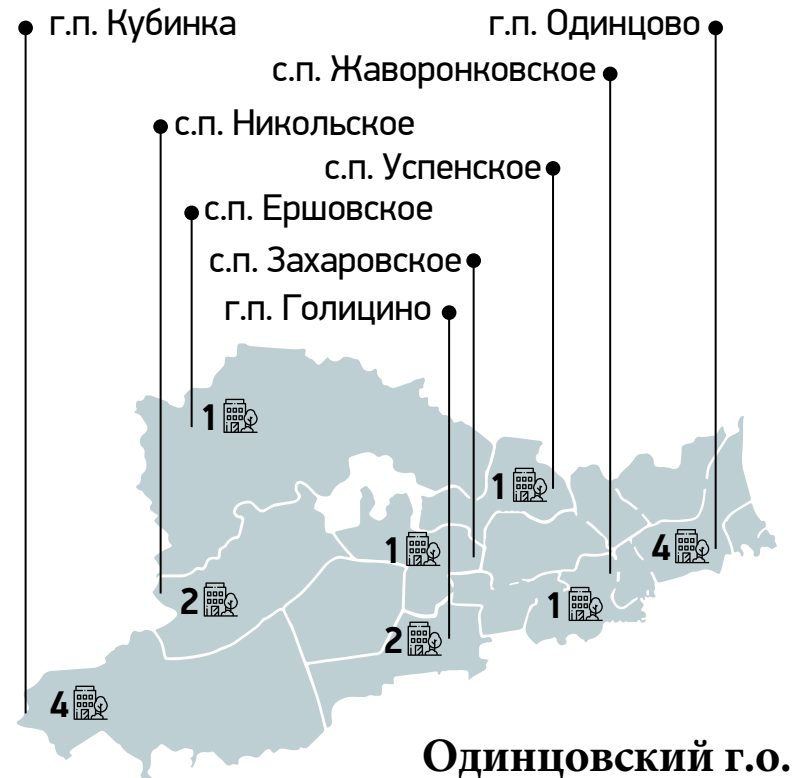 г.п. Кубинка
г.п. Одинцово
с.п. Жаворонковское
с.п. Никольское
с.п. Успенское
с.п. Ершовское
с.п. Захаровское
г.п. Голицино
1
1
1
4
2
1
2
4
Одинцовский г.о.